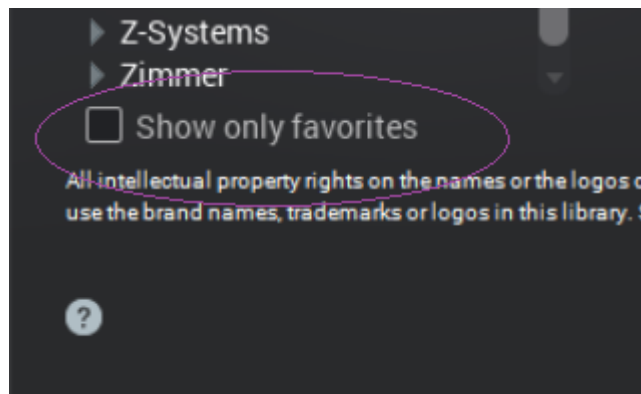 Z-Systems
Zimmer
Show only favorites
All intellectual property rights on the names or the logos
use the brand names, trademarks or logos in this library.
?